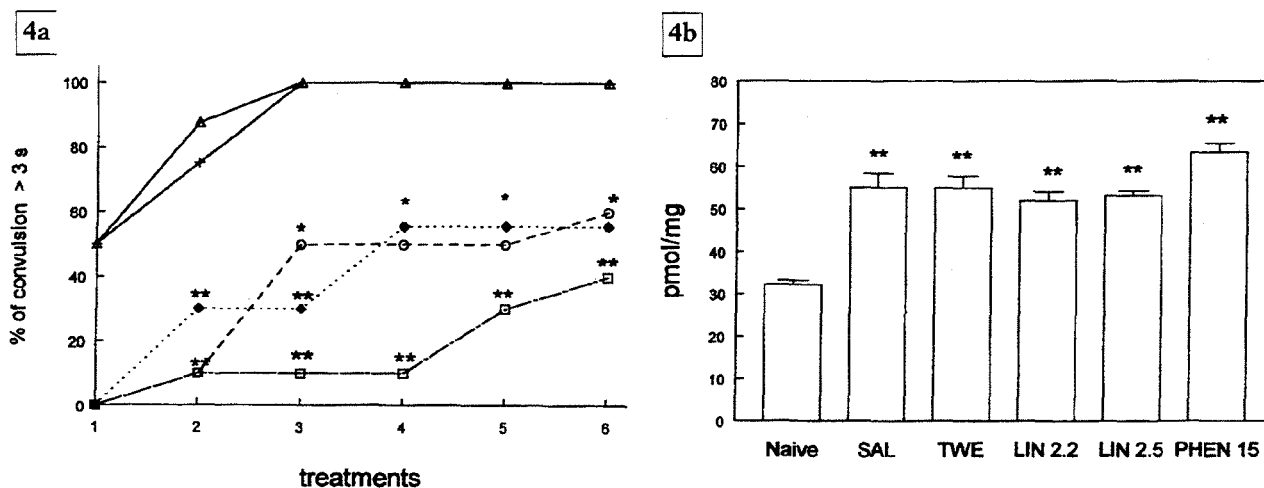 4a
% of convulsion > 3 s
100
80
60
40
20
0
** ** ** ** * ** * * ** * **
1 2 3 4 5 6
treatments
4b
pmol/mg
80
70
60
50
40
30
20
10
0
** ** ** ** **
Naive SAL TWE LIN 2.2 LIN 2.5 PHEN 15